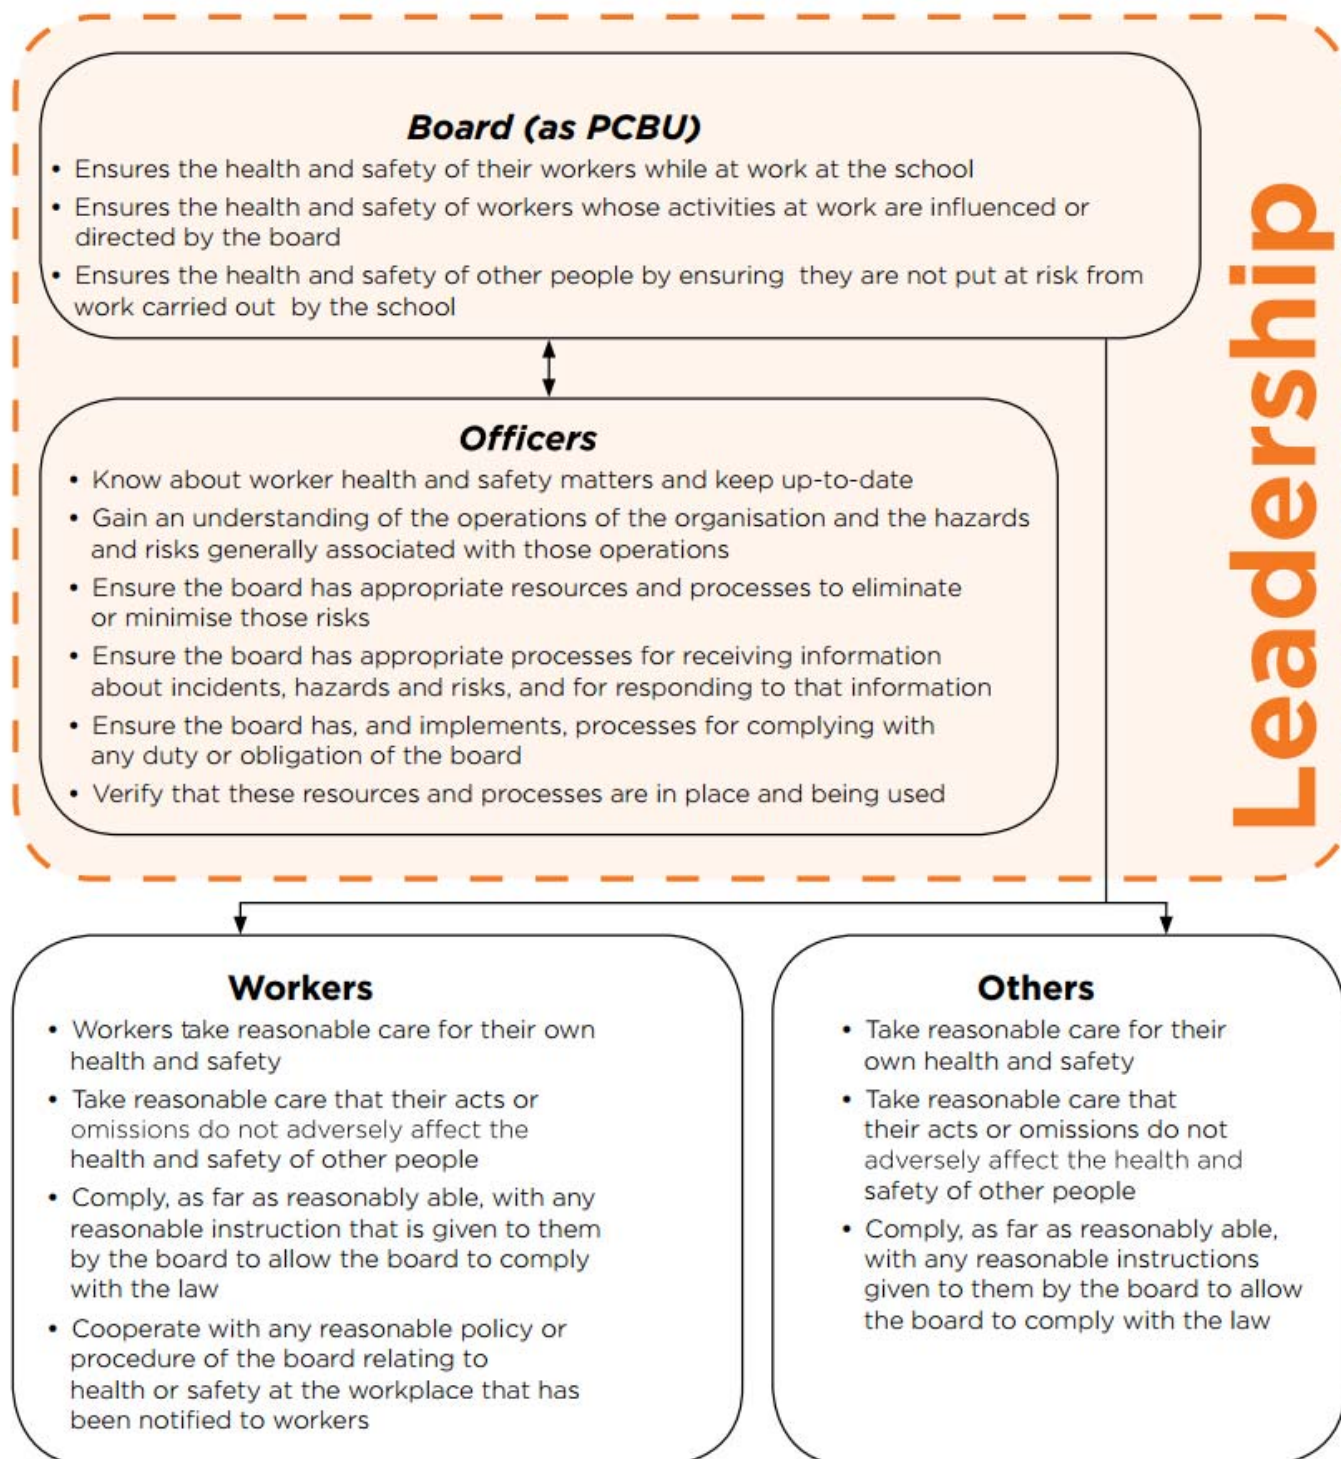 Board (as PCBU)
• Ensures the health and safety of their workers while at work at the school
• Ensures the health and safety of workers whose activities at work are influenced or
directed by the board
• Ensures the health and safety of other people by ensuring  they are not put at risk from
work carried out  by the school
Leadership
Officers
• Know about worker health and safety matters and keep up-to-date
• Gain an understanding of the operations of the organisation and the hazards
and risks generally associated with those operations
• Ensure the board has appropriate resources and processes to eliminate
or minimise those risks
• Ensure the board has appropriate processes for receiving information
about incidents, hazards and risks, and for responding to that information
• Ensure the board has, and implements, processes for complying with
any duty or obligation of the board
• Verify that these resources and processes are in place and being used
Workers
• Workers take reasonable care for their own
health and safety
• Take reasonable care that their acts or
omissions do not adversely affect the
health and safety of other people
• Comply, as far as reasonably able, with any
reasonable instruction that is given to them
by the board to allow the board to comply
with the law
• Cooperate with any reasonable policy or
procedure of the board relating to
health or safety at the workplace that has
been notified to workers
Others
• Take reasonable care for their
own health and safety
• Take reasonable care that
their acts or omissions do not
adversely affect the health and
safety of other people
• Comply, as far as reasonably able,
with any reasonable instructions
given to them by the board to allow
the board to comply with the law